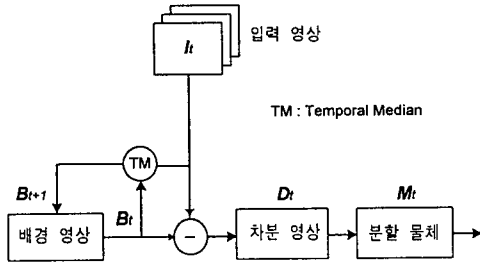 It
입력 영상
TM : Temporal Median
TM
Bt+1
Bt
Dt
Mt
배경 영상
−
차분 영상
분할 물체